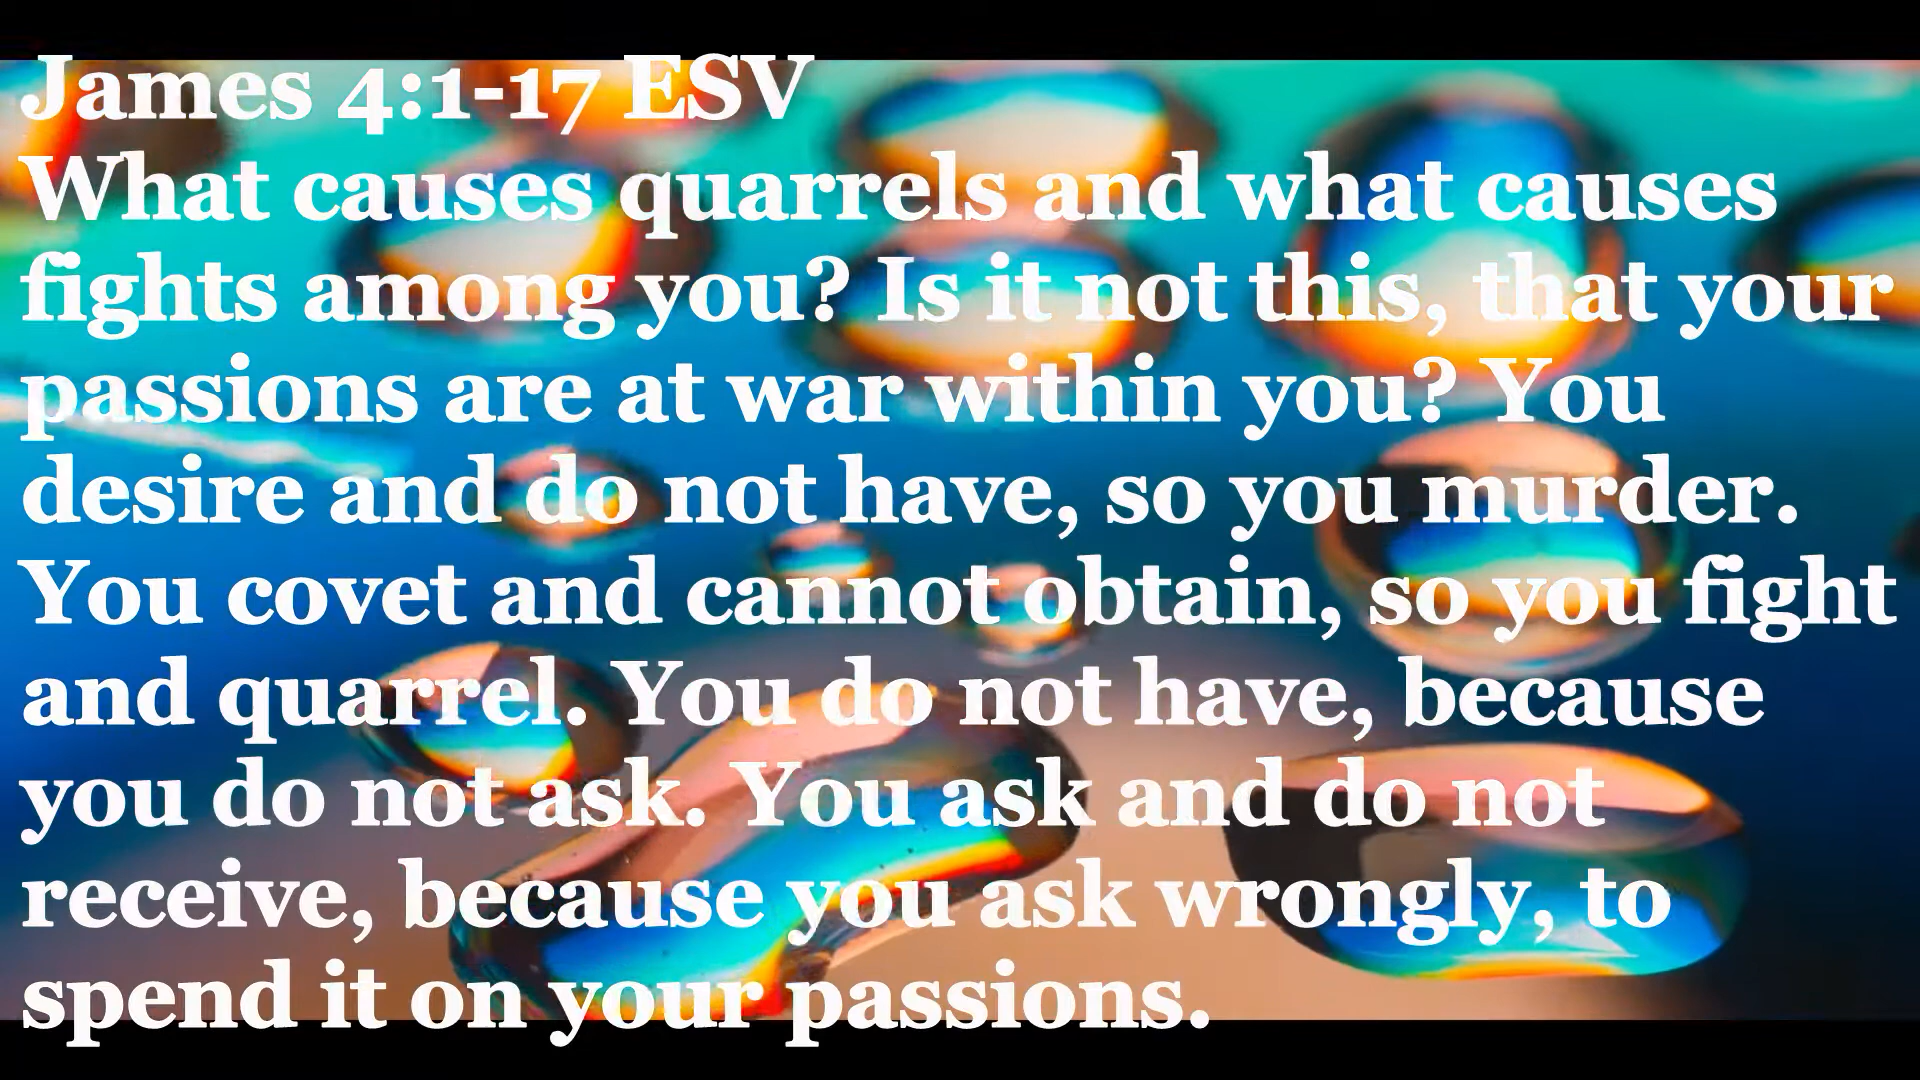 James 4:1-17 ESV
What causes quarrels and what causes
fights among you? Is it not this, that your
passions are at war within you? You
desire and do not have, so you murder.
You covet and cannot obtain, so you fight
and quarrel. You do not have, because
you do not ask. You ask and do not
receive, because you ask wrongly, to
spend it on your passions.